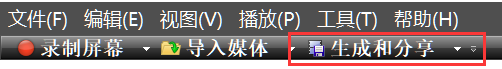 文件(F) 编辑(E) 视图(V) 播放(P) 工具(T) 帮助(H)
录制屏幕 导入媒体 生成和分享